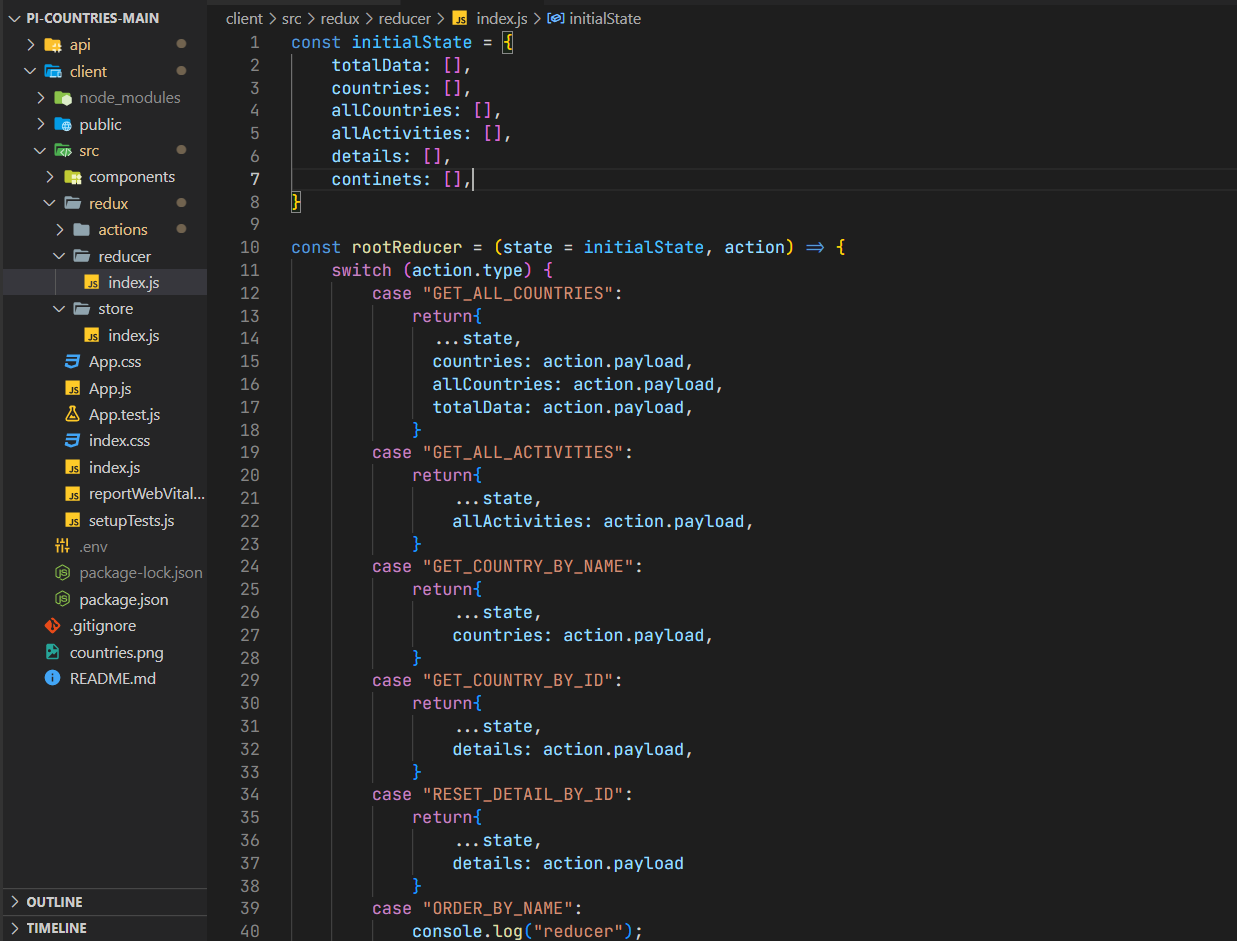 PI-COUNTRIES-MAIN
api
client
node_modules
public
src
components
redux
actions
reducer
index.js
store
index.js
App.css
App.js
App.test.js
index.css
index.js
reportWebVital...
setupTests.js
.env
package-lock.json
package.json
.gitignore
countries.png
README.md
OUTLINE
TIMELINE
client > src > redux > reducer > JS index.js > initialState
1 const initialState = {
2     totalData: [],
3     countries: [],
4     allCountries: [],
5     allActivities: [],
6     details: [],
7     continets: [],
8 }
9
10 const rootReducer = (state = initialState, action) => {
11     switch (action.type) {
12         case "GET_ALL_COUNTRIES":
13             return{
14               ...state,
15               countries: action.payload,
16               allCountries: action.payload,
17               totalData: action.payload,
18             }
19         case "GET_ALL_ACTIVITIES":
20             return{
21                 ...state,
22                 allActivities: action.payload,
23             }
24         case "GET_COUNTRY_BY_NAME":
25             return{
26                 ...state,
27                 countries: action.payload,
28             }
29         case "GET_COUNTRY_BY_ID":
30             return{
31                 ...state,
32                 details: action.payload,
33             }
34         case "RESET_DETAIL_BY_ID":
35             return{
36                 ...state,
37                 details: action.payload
38             }
39         case "ORDER_BY_NAME":
40             console.log("reducer");